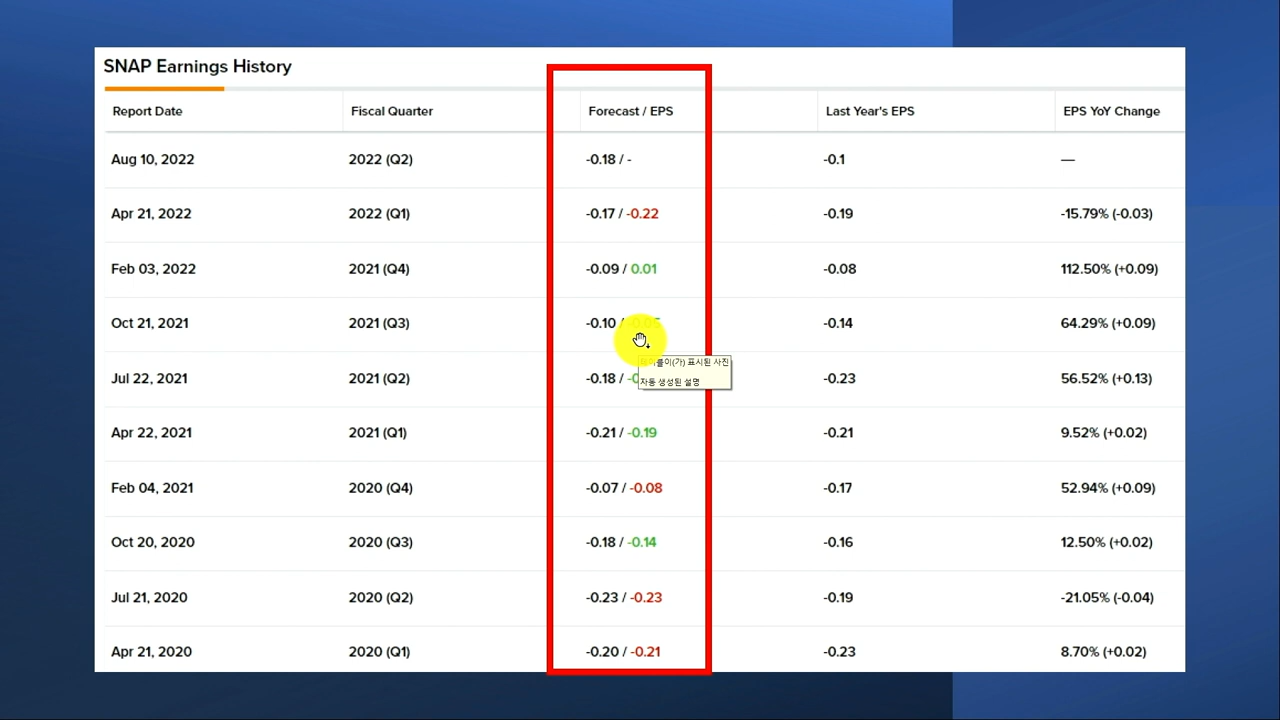 SNAP Earnings History
Report Date Fiscal Quarter Forecast / EPS Last Year's EPS EPS YoY Change
Aug 10, 2022 2022 (Q2) -0.18 / - -0.1 —
Apr 21, 2022 2022 (Q1) -0.17 / -0.22 -0.19 -15.79% (-0.03)
Feb 03, 2022 2021 (Q4) -0.09 / 0.01 -0.08 112.50% (+0.09)
Oct 21, 2021 2021 (Q3) -0.10 / -0.14 64.29% (+0.09)
표시된 사진
Jul 22, 2021 2021 (Q2) -0.18 / -0.23 56.52% (+0.13)
자동 생성된 설명
Apr 22, 2021 2021 (Q1) -0.21 / -0.19 -0.21 9.52% (+0.02)
Feb 04, 2021 2020 (Q4) -0.07 / -0.08 -0.17 52.94% (+0.09)
Oct 20, 2020 2020 (Q3) -0.18 / -0.14 -0.16 12.50% (+0.02)
Jul 21, 2020 2020 (Q2) -0.23 / -0.23 -0.19 -21.05% (-0.04)
Apr 21, 2020 2020 (Q1) -0.20 / -0.21 -0.23 8.70% (+0.02)